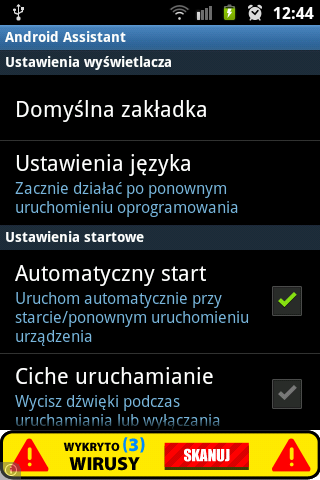 12:44
Android Assistant
Ustawienia wyświetlacza
Domyślna zakładka
Ustawienia języka
Zacznie działać po ponownym
uruchomieniu oprogramowania
Ustawienia startowe
Automatyczny start
Uruchom automatycznie przy
starcie/ponownym uruchomieniu
urządzenia
Ciche uruchamianie
Wycisz dźwięki podczas
uruchamiania lub wyłączania
WYKRYTO (3)
WIRUSY
SKANUJ